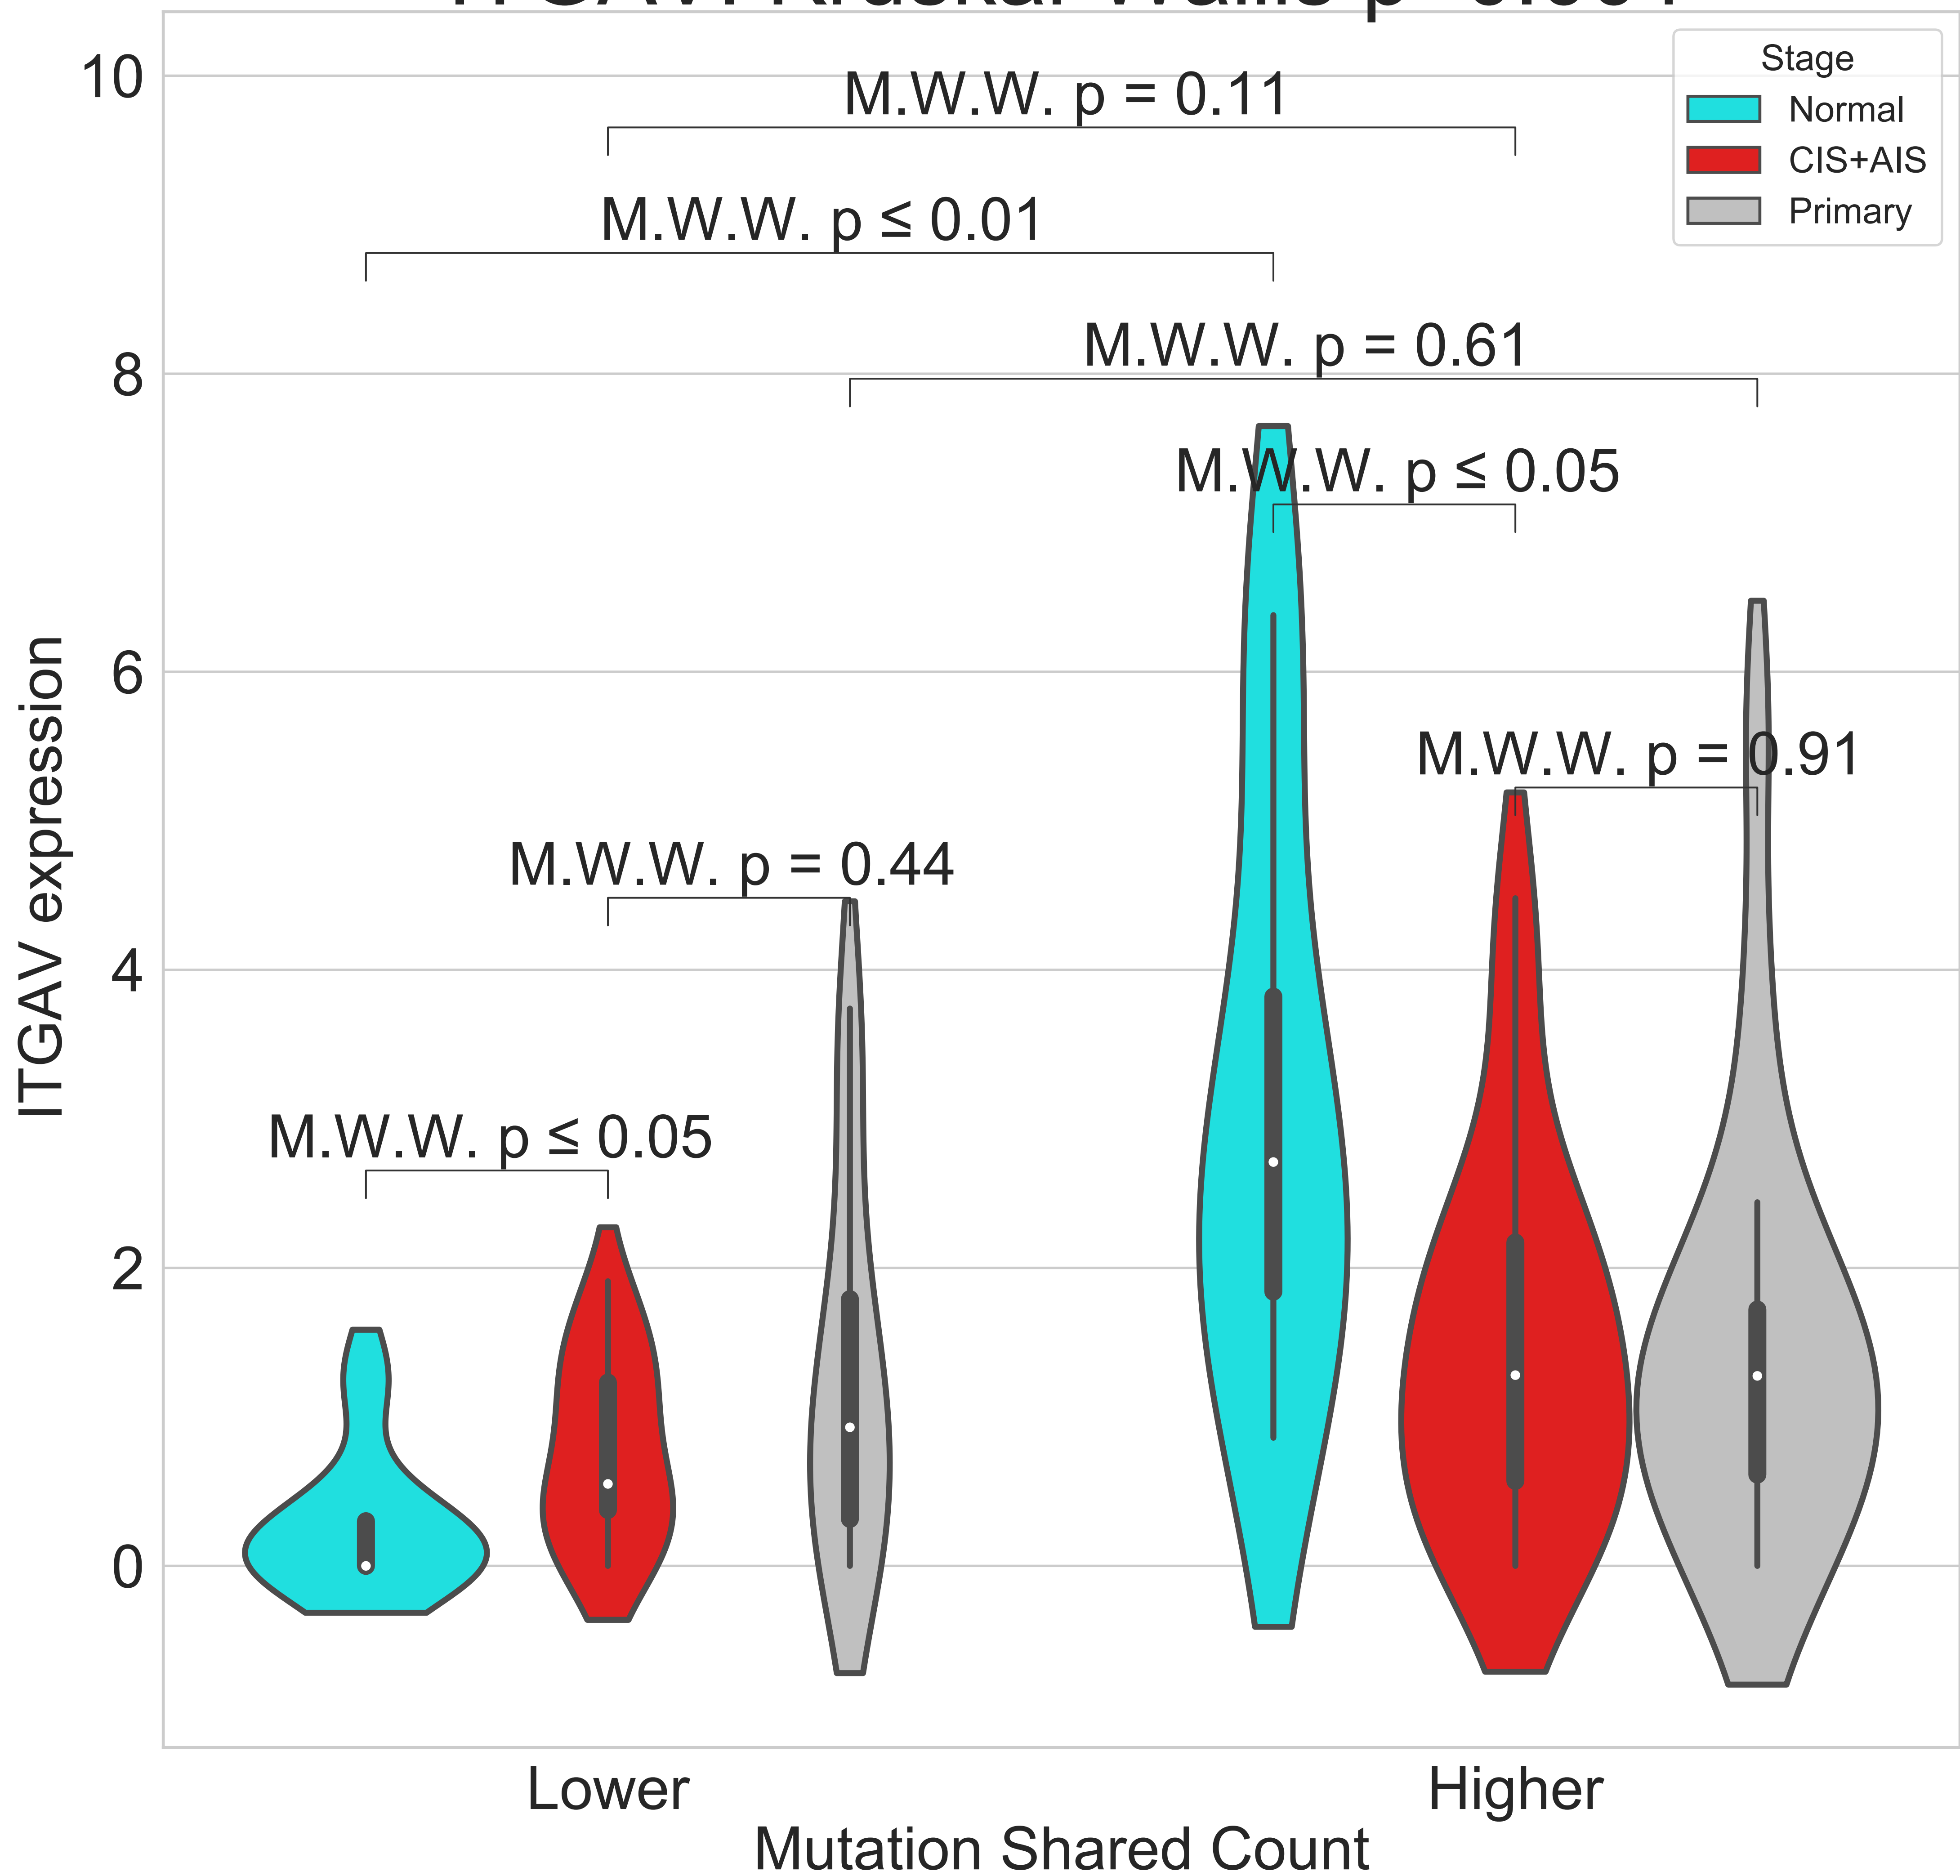 10
8
6
4
2
0
ITGAV expression
Stage
Normal
CIS+AIS
Primary
M.W.W. p = 0.11
M.W.W. p ≤ 0.01
M.W.W. p = 0.61
M.W.W. p ≤ 0.05
M.W.W. p = 0.91
M.W.W. p = 0.44
M.W.W. p ≤ 0.05
Lower
Higher
Mutation Shared Count